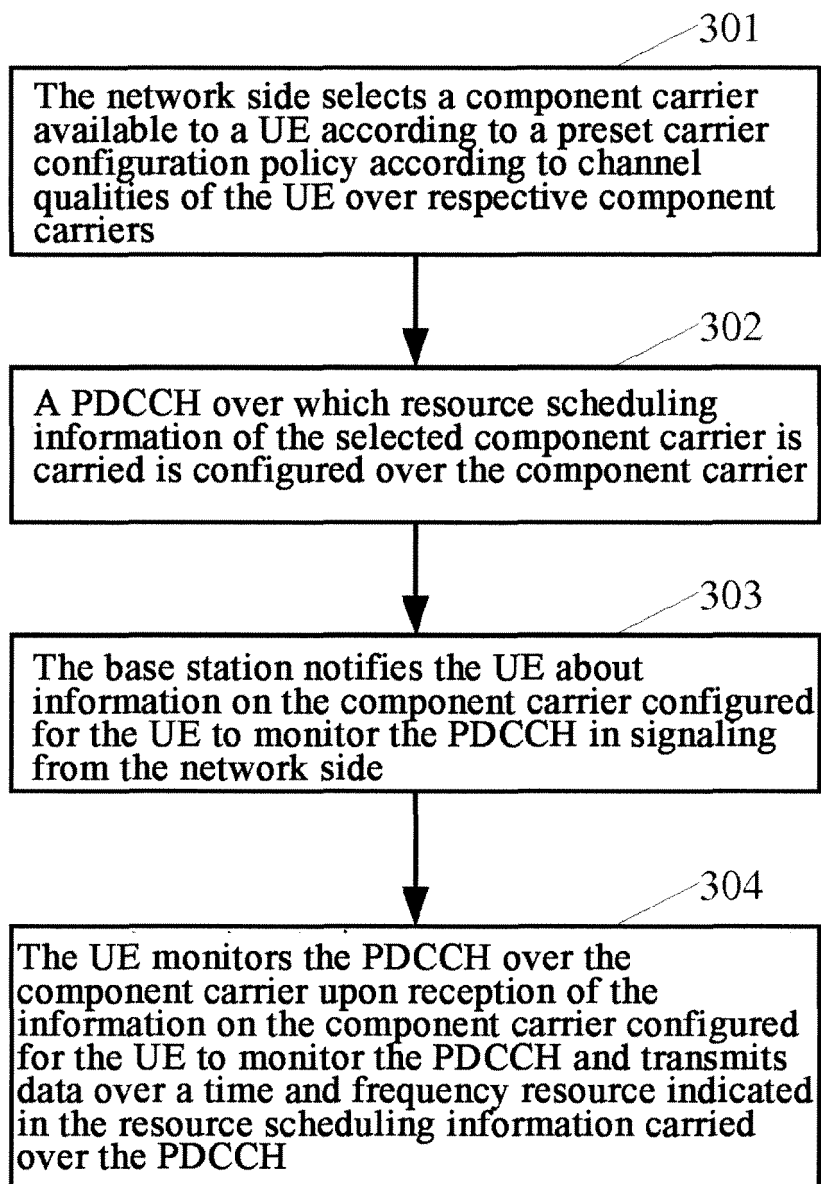 301
The network side selects a component carrier
available to a UE according to a preset carrier
configuration policy according to channel
qualities of the UE over respective component
carriers
302
A PDCCH over which resource scheduling
information of the selected component carrier is
carried is configured over the component carrier
303
The base station notifies the UE about
information on the component carrier configured
for the UE to monitor the PDCCH in signaling
from the network side
304
The UE monitors the PDCCH over the
component carrier upon reception of the
information on the component carrier configured
for the UE to monitor the PDCCH and transmits
data over a time and frequency resource indicated
in the resource scheduling information carried
over the PDCCH